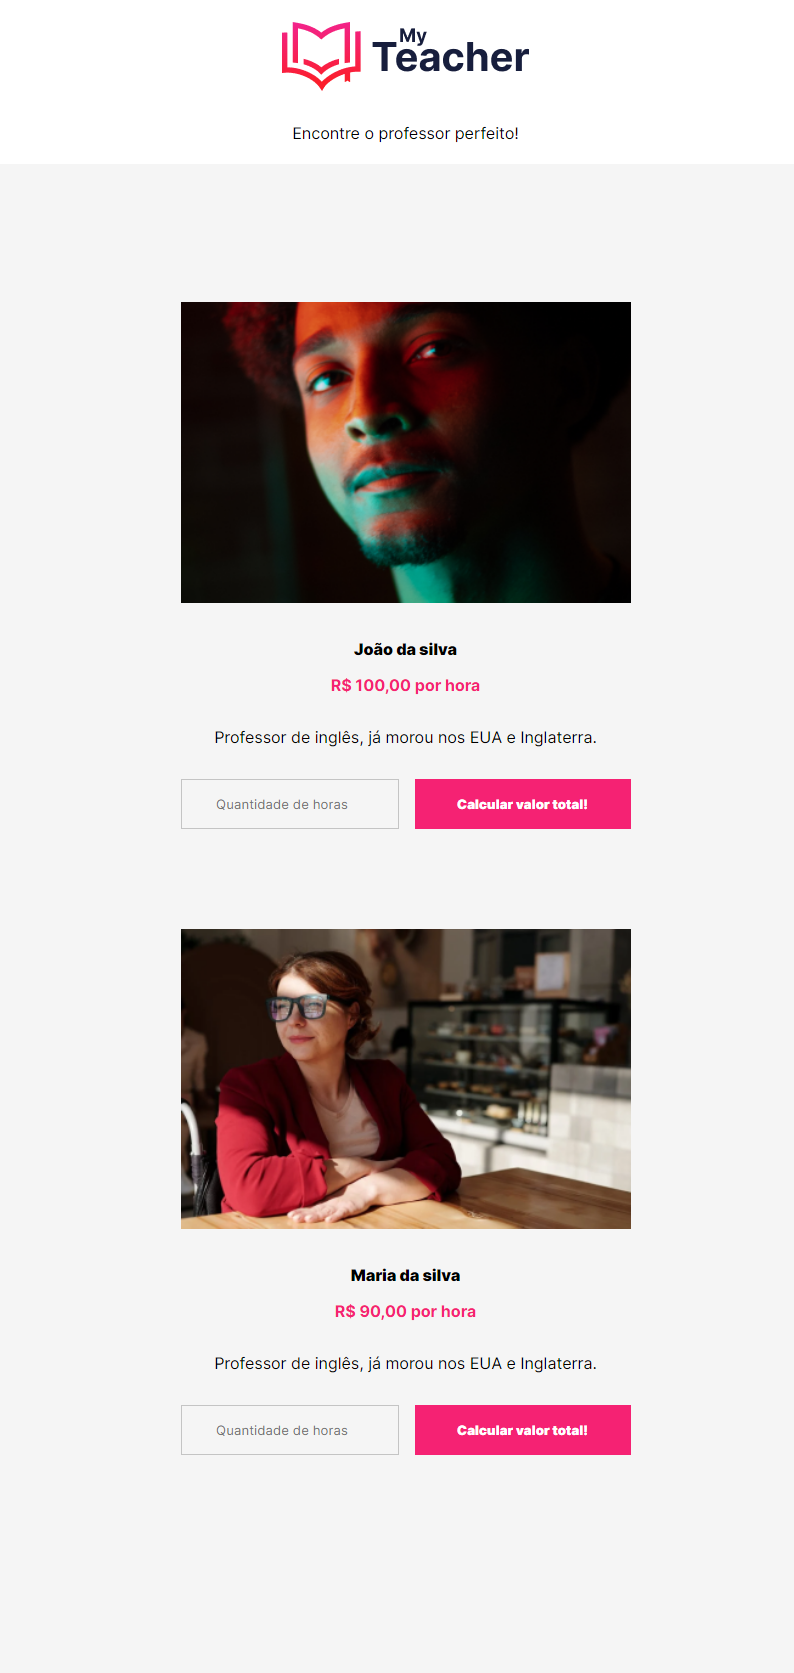 My
Teacher
Encontre o professor perfeito!
João da silva
R$ 100,00 por hora
Professor de inglês, já morou nos EUA e Inglaterra.
Quantidade de horas Calcular valor total!
Maria da silva
R$ 90,00 por hora
Professor de inglês, já morou nos EUA e Inglaterra.
Quantidade de horas Calcular valor total!